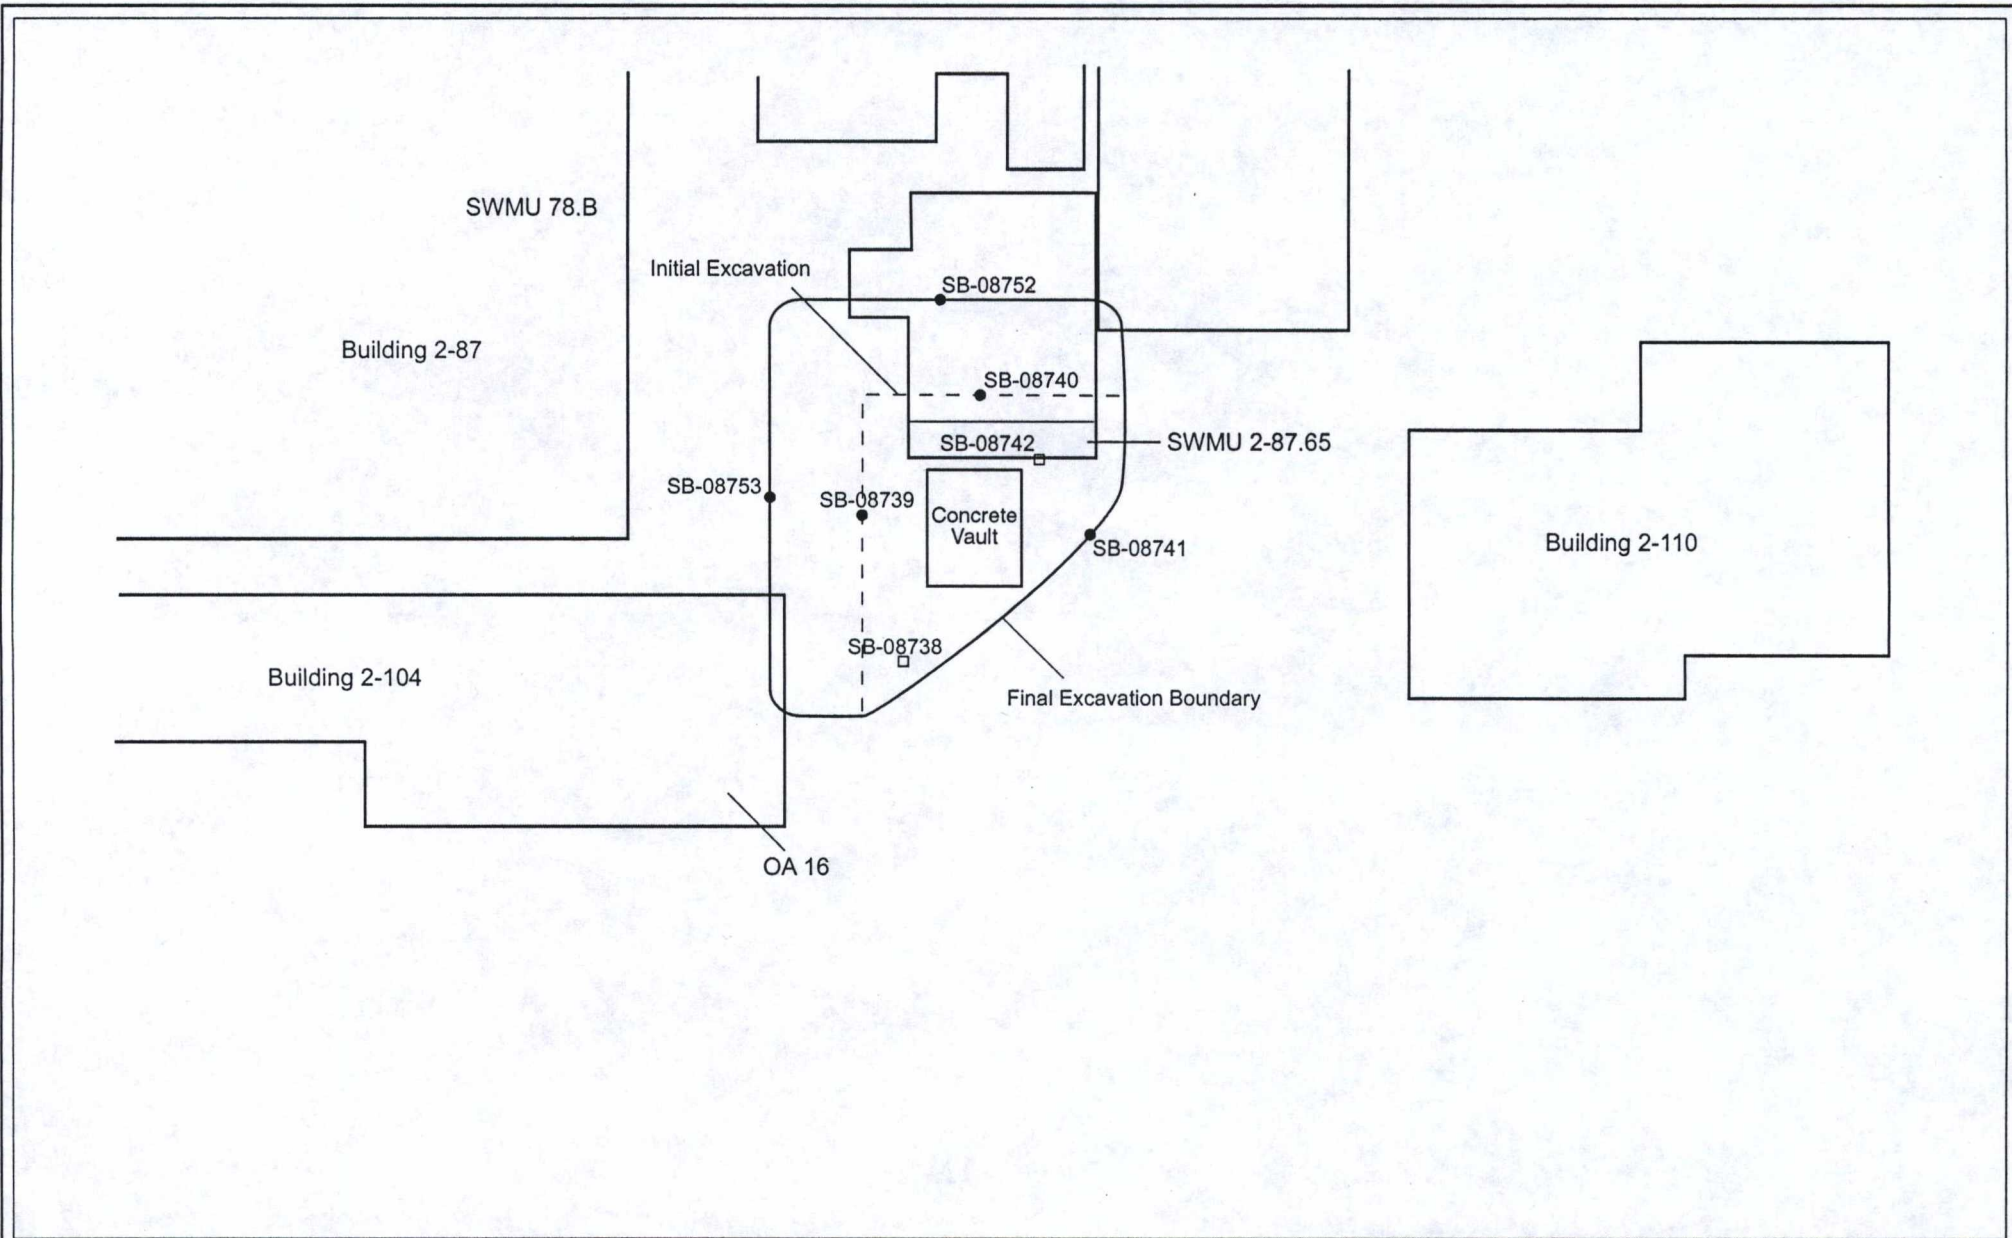 SWMU 78.B
Initial Excavation
SB-08752
Building 2-87
SB-08740
SB-08742
SWMU 2-87.65
SB-08753
SB-08739
Concrete
Vault
SB-08741
Building 2-110
SB-08738
Building 2-104
Final Excavation Boundary
OA 16